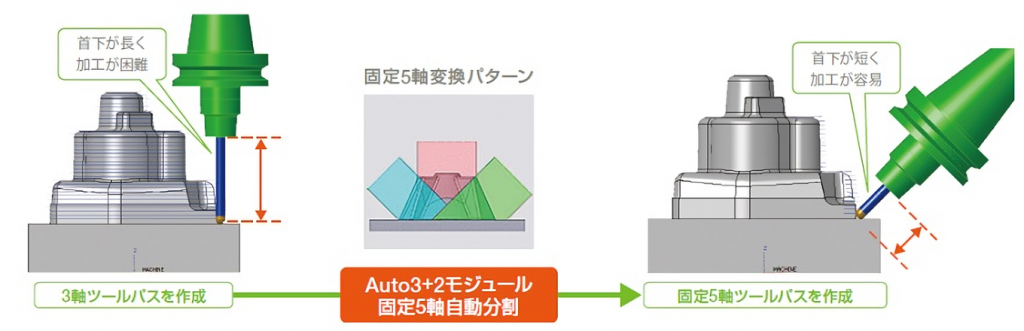 首下が長く
加工が困難
固定5軸変換パターン
首下が短く
加工が容易
Z
MACHINE
Z
MACHINE
3軸ツールパスを作成
Auto3+2モジュール
固定5軸自動分割
固定5軸ツールパスを作成